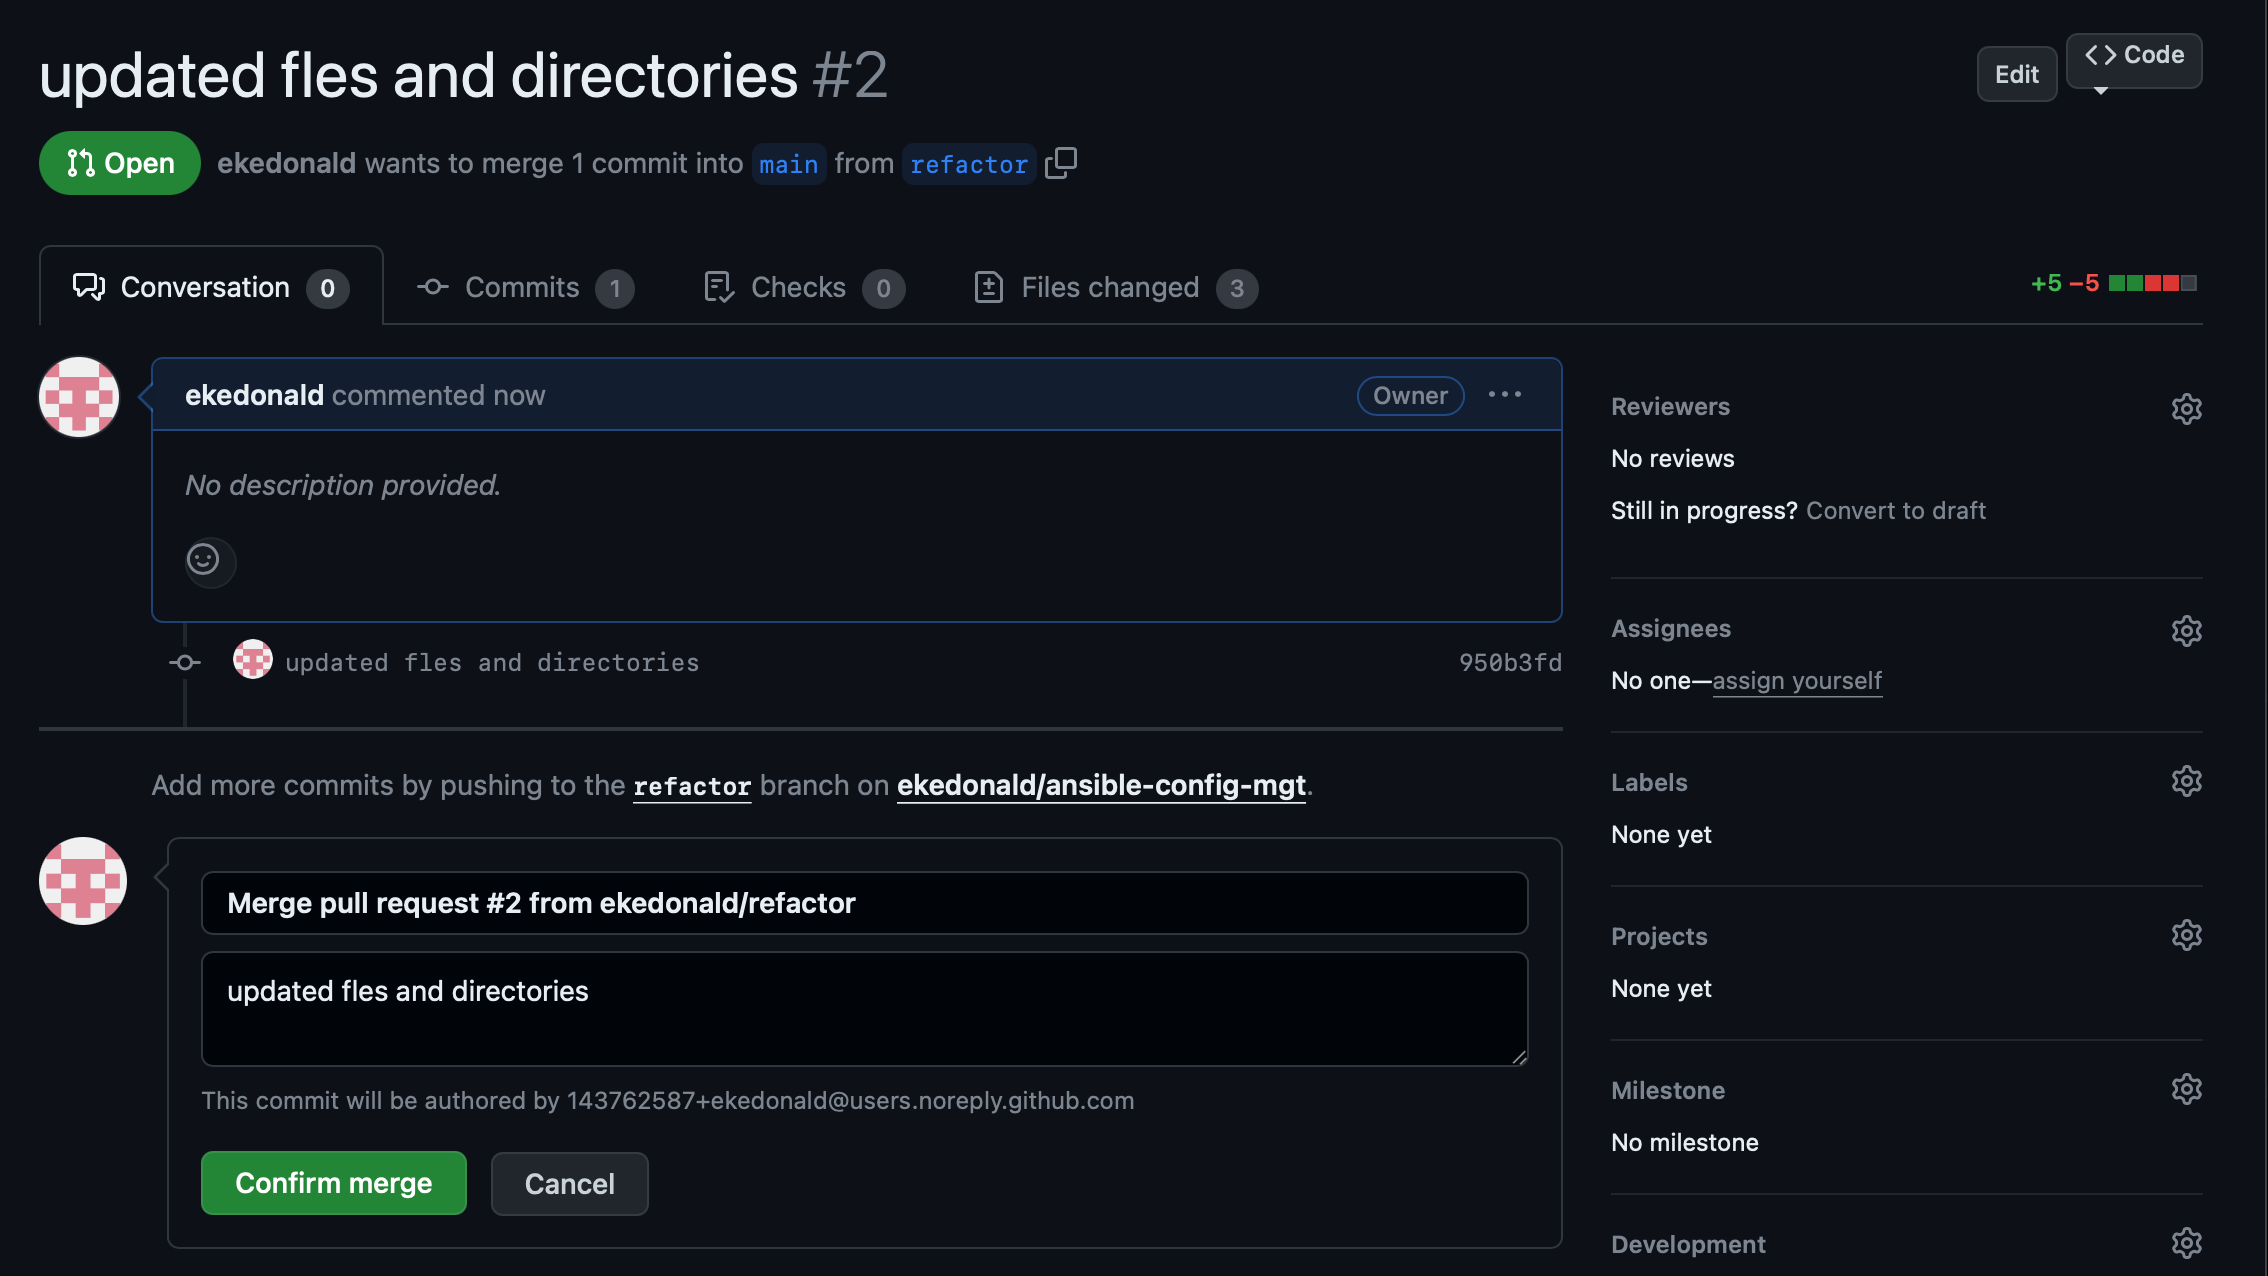 updated fles and directories #2
Edit
Code
Open
ekedonald wants to merge 1 commit into main from refactor
Conversation 0
Commits 1
Checks 0
Files changed 3
+5 −5
ekedonald commented now
Owner
No description provided.
updated fles and directories
950b3fd
Add more commits by pushing to the refactor branch on ekedonald/ansible-config-mgt.
Merge pull request #2 from ekedonald/refactor
updated fles and directories
This commit will be authored by 143762587+ekedonald@users.noreply.github.com
Confirm merge
Cancel
Reviewers
No reviews
Still in progress? Convert to draft
Assignees
No one—assign yourself
Labels
None yet
Projects
None yet
Milestone
No milestone
Development